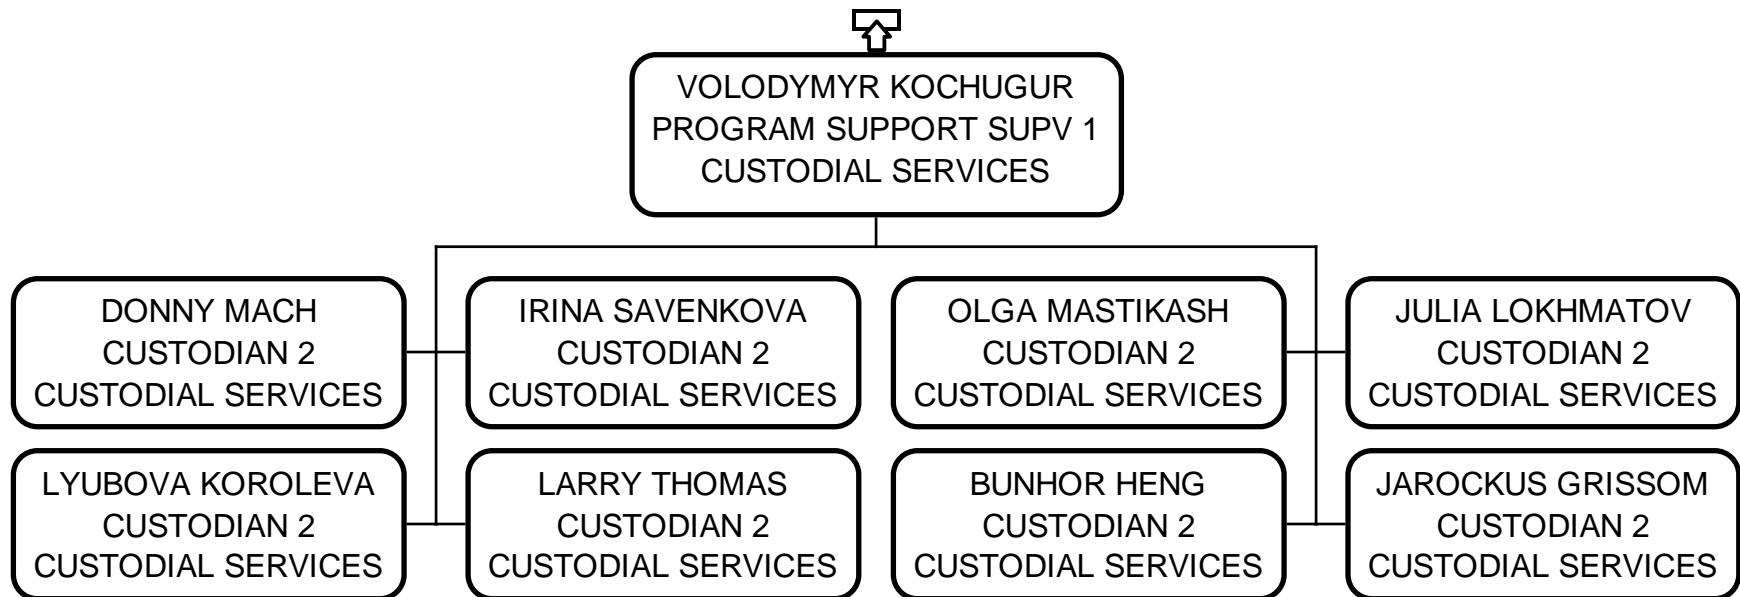 VOLODYMYR KOCHUGUR
PROGRAM SUPPORT SUPV 1
CUSTODIAL SERVICES
DONNY MACH
CUSTODIAN 2
CUSTODIAL SERVICES
IRINA SAVENKOVA
CUSTODIAN 2
CUSTODIAL SERVICES
OLGA MASTIKASH
CUSTODIAN 2
CUSTODIAL SERVICES
JULIA LOKHMATOV
CUSTODIAN 2
CUSTODIAL SERVICES
LYUBOVA KOROLEVA
CUSTODIAN 2
CUSTODIAL SERVICES
LARRY THOMAS
CUSTODIAN 2
CUSTODIAL SERVICES
BUNHOR HENG
CUSTODIAN 2
CUSTODIAL SERVICES
JAROCKUS GRISSOM
CUSTODIAN 2
CUSTODIAL SERVICES